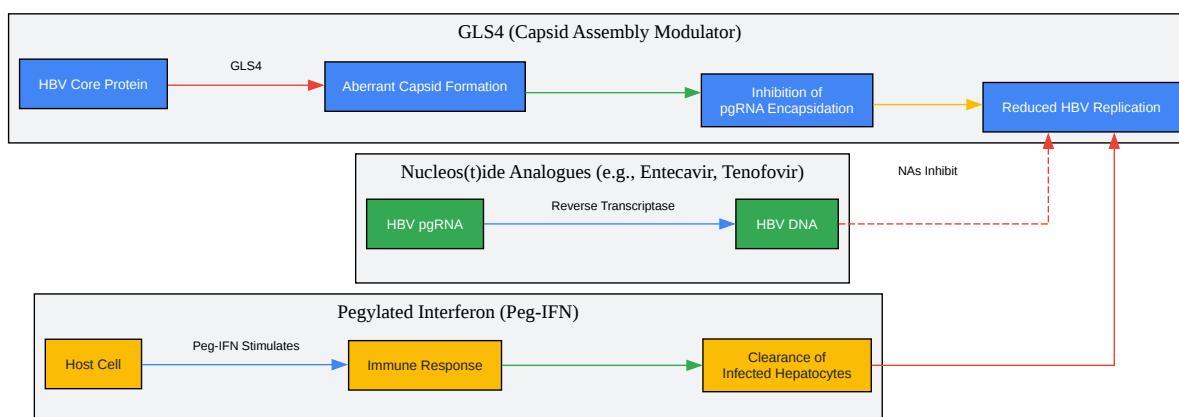 GLS4 (Capsid Assembly Modulator)
HBV Core Protein
GLS4
Aberrant Capsid Formation
Inhibition of
pgRNA Encapsidation
Reduced HBV Replication
Nucleos(t)ide Analogues (e.g., Entecavir, Tenofovir)
NAs Inhibit
HBV pgRNA
Reverse Transcriptase
HBV DNA
Pegylated Interferon (Peg-IFN)
Host Cell
Peg-IFN Stimulates
Immune Response
Clearance of
Infected Hepatocytes